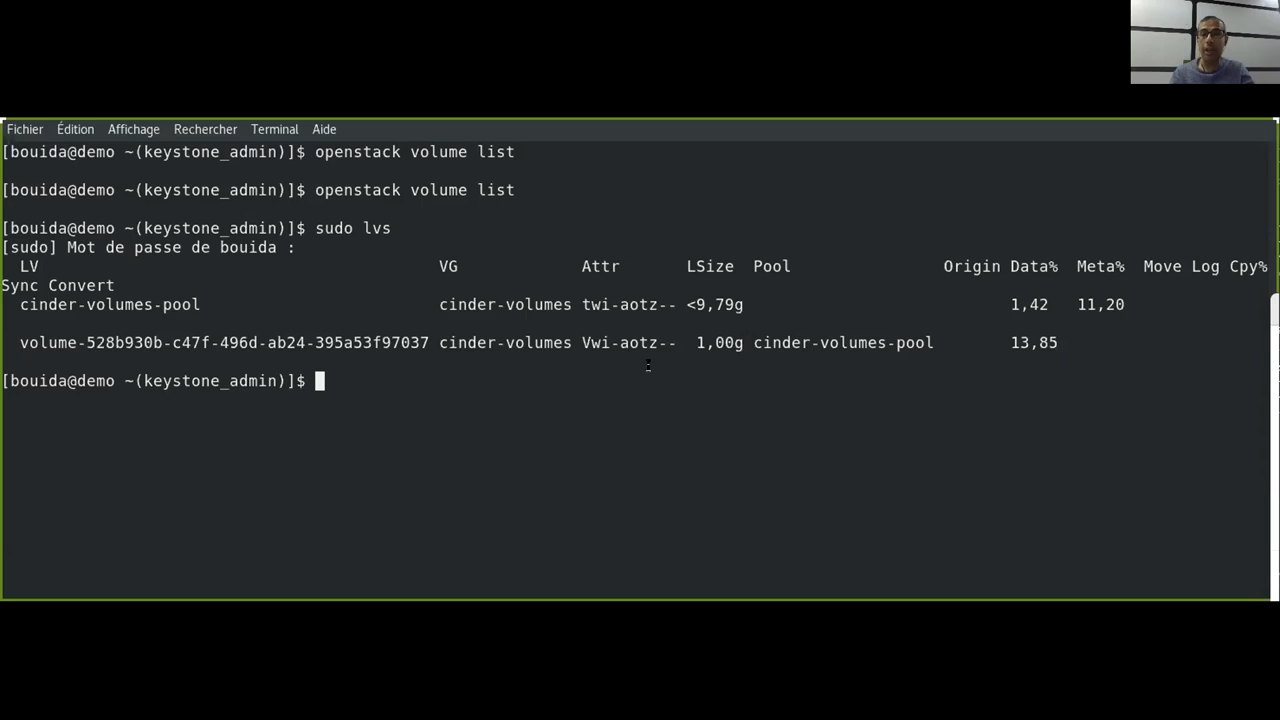 Fichier Édition Affichage Rechercher Terminal Aide
[bouida@demo ~(keystone_admin)]$ openstack volume list
[bouida@demo ~(keystone_admin)]$ openstack volume list
[bouida@demo ~(keystone_admin)]$ sudo lvs
[sudo] Mot de passe de bouida :
LV VG Attr LSize Pool Origin Data% Meta% Move Log Cpy%
Sync Convert
cinder-volumes-pool cinder-volumes twi-aotz-- <9,79g 1,42 11,20
volume-528b930b-c47f-496d-ab24-395a53f97037 cinder-volumes Vwi-aotz-- 1,00g cinder-volumes-pool 13,85
[bouida@demo ~(keystone_admin)]$